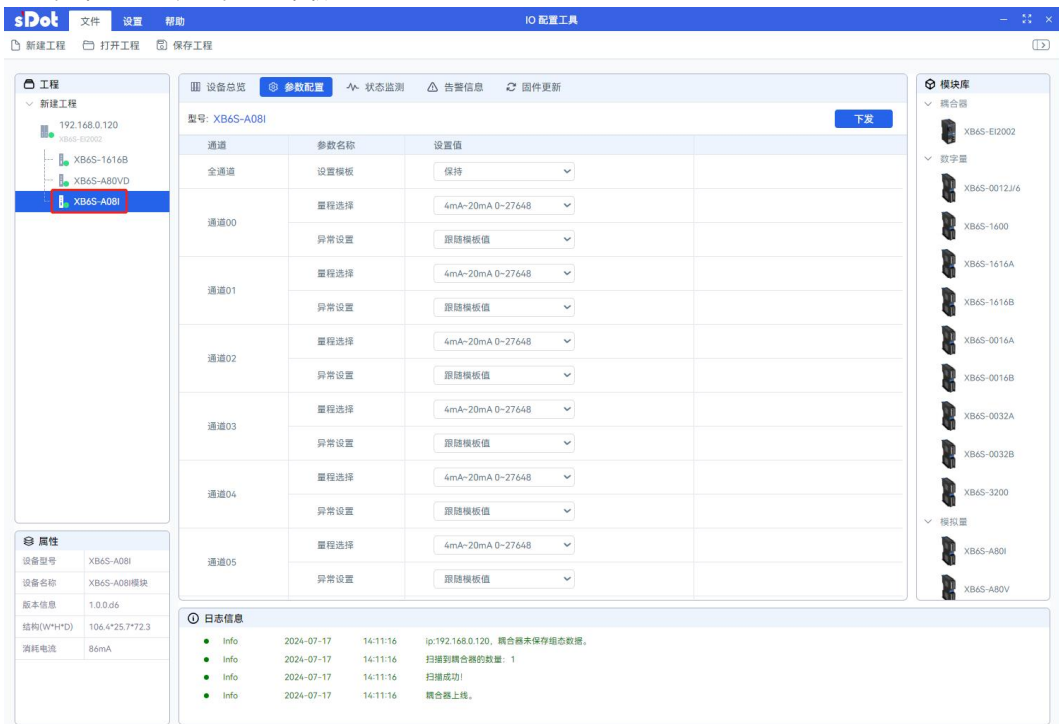 sDot 文件 设置 帮助 IO 配置工具
新建工程 打开工程 保存工程
工程
新建工程
192.168.0.120
XB6S-EI2002
XB6S-1616B
XB6S-A80VD
XB6S-A08I
设备总览 参数配置 状态监测 告警信息 固件更新
型号: XB6S-A08I 下发
通道 参数名称 设置值
全通道 设置模板 保持
通道00
量程选择 4mA~20mA 0~27648
异常设置 跟随模板值
通道01
量程选择 4mA~20mA 0~27648
异常设置 跟随模板值
通道02
量程选择 4mA~20mA 0~27648
异常设置 跟随模板值
通道03
量程选择 4mA~20mA 0~27648
异常设置 跟随模板值
通道04
量程选择 4mA~20mA 0~27648
异常设置 跟随模板值
通道05
量程选择 4mA~20mA 0~27648
异常设置 跟随模板值
模块库
耦合器
XB6S-EI2002
数字量
XB6S-0012J/6
XB6S-1600
XB6S-1616A
XB6S-1616B
XB6S-0016A
XB6S-0016B
XB6S-0032A
XB6S-0032B
XB6S-3200
模拟量
XB6S-A80I
XB6S-A80V
属性
设备型号 XB6S-A08I
设备名称 XB6S-A08I模块
版本信息 1.0.0.d6
结构(W*H*D) 106.4*25.7*72.3
消耗电流 86mA
日志信息
Info 2024-07-17 14:11:16 ip:192.168.0.120, 耦合器未保存组态数据。
Info 2024-07-17 14:11:16 扫描到耦合器的数量: 1
Info 2024-07-17 14:11:16 扫描成功!
Info 2024-07-17 14:11:16 耦合器上线。